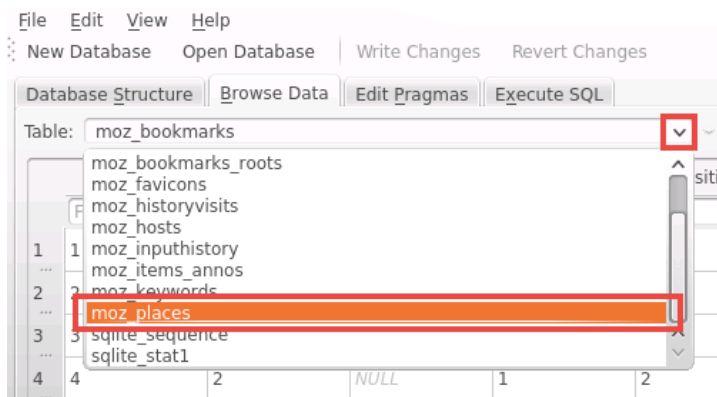 File Edit View Help
New Database Open Database Write Changes Revert Changes
Database Structure Browse Data Edit Pragmas Execute SQL
Table: moz_bookmarks
moz_bookmarks_roots
moz_favicons
siti
moz_historyvisits
F
moz_hosts
1 1 moz_inputhistory
moz_items_annos
2 2 moz_keywords
moz_places
3 3 sqlite_sequence
sqlite_stat1
4 4 2 NULL 1 2